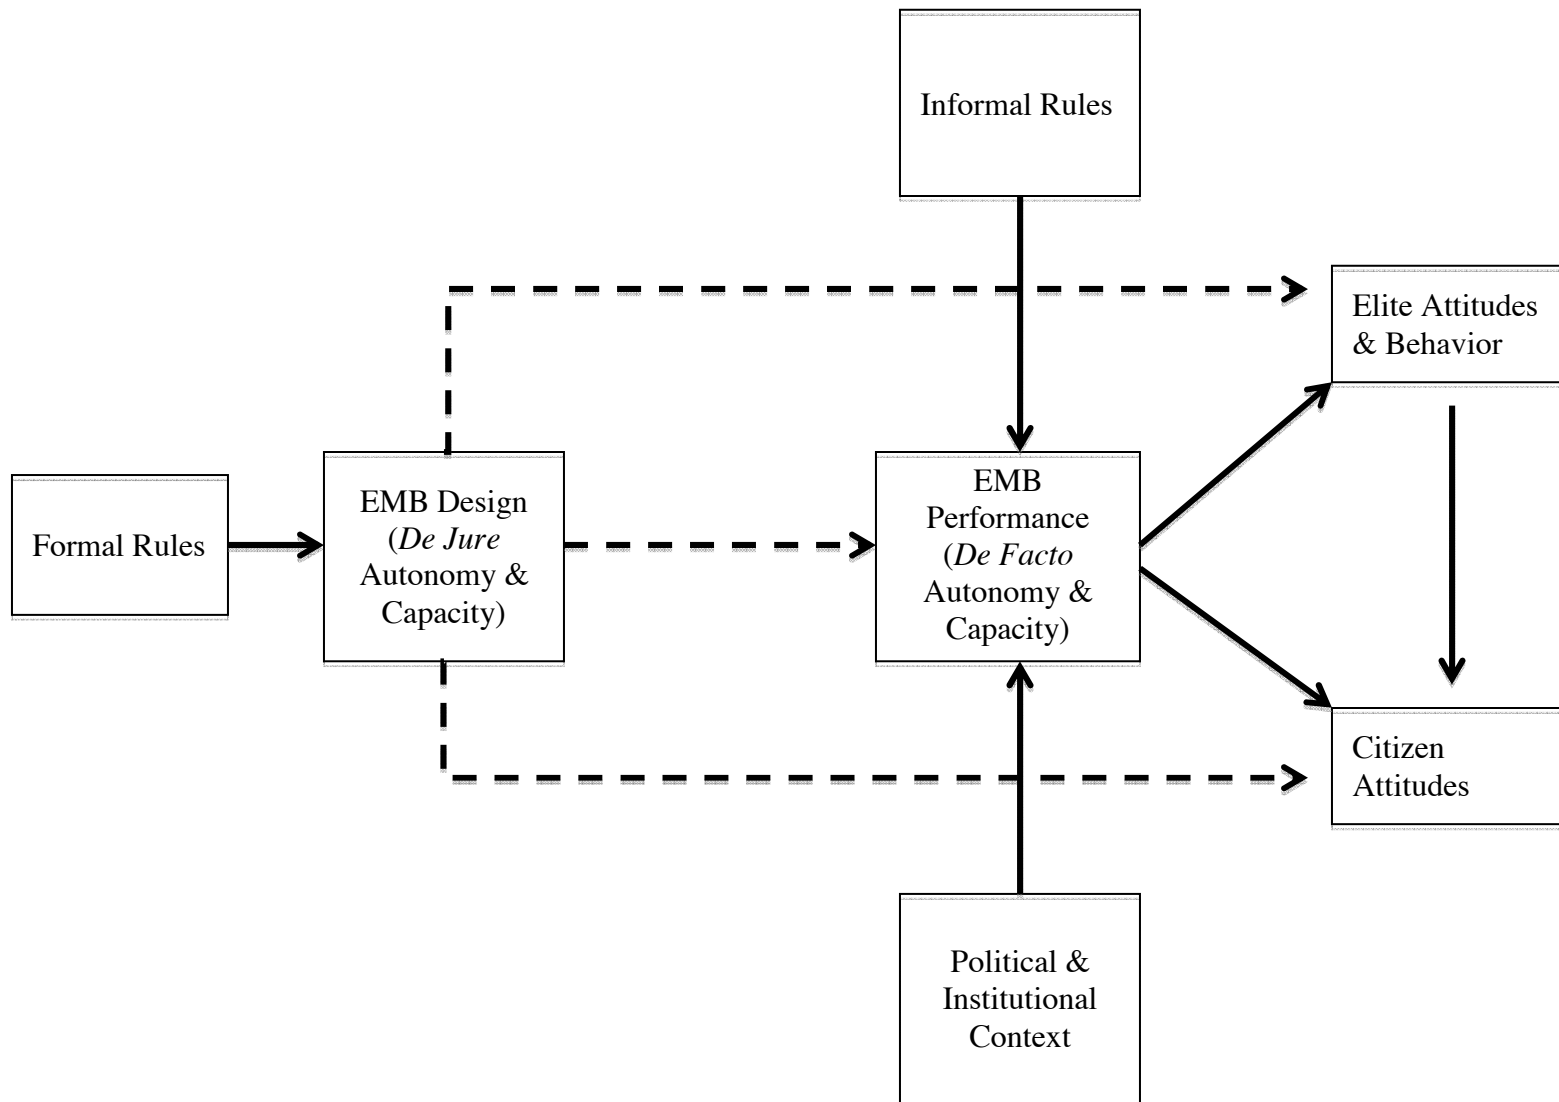 Informal Rules
Elite Attitudes
& Behavior
Formal Rules
EMB Design
(De Jure
Autonomy &
Capacity)
EMB
Performance
(De Facto
Autonomy &
Capacity)
Citizen
Attitudes
Political &
Institutional
Context